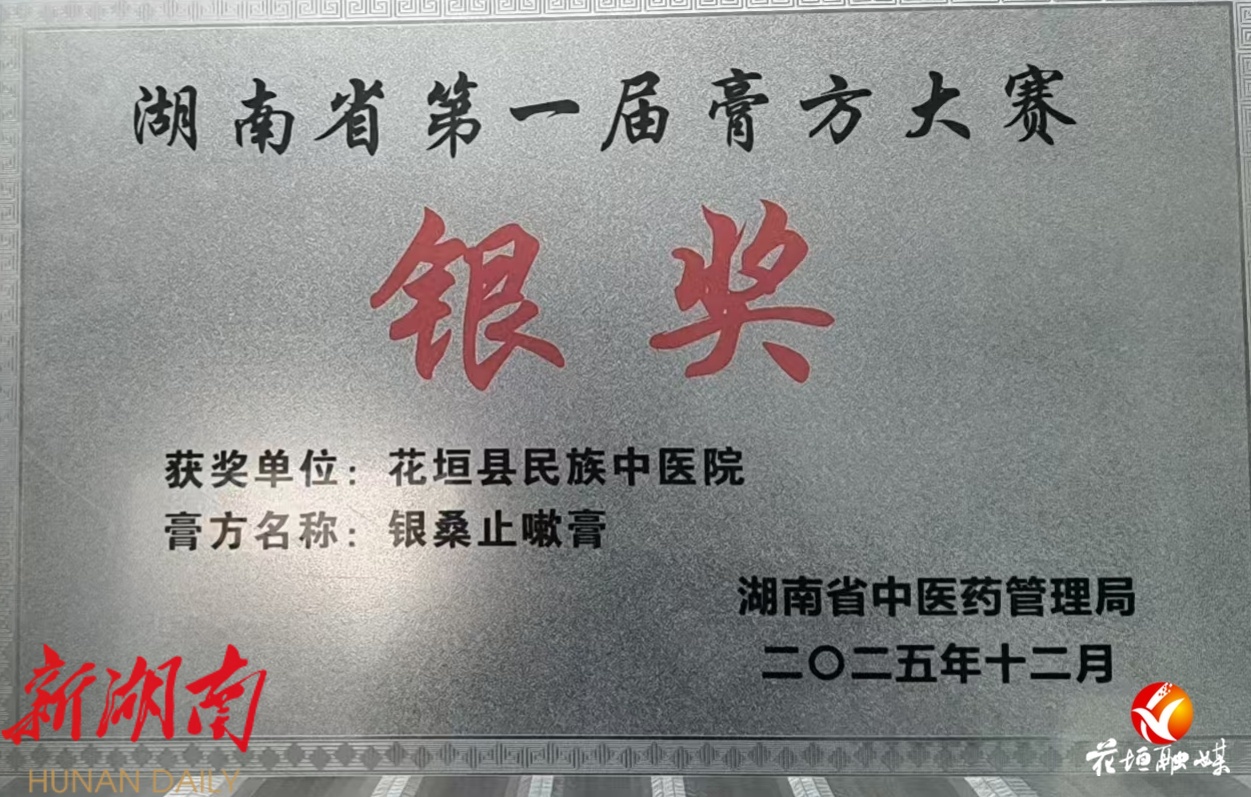 湖南省第一届膏方大赛
银奖
获奖单位：花垣县民族中医院
膏方名称：银桑止嗽膏
湖南省中医药管理局
二〇二五年十二月
新湖南
HUNAN DAILY
花垣融媒